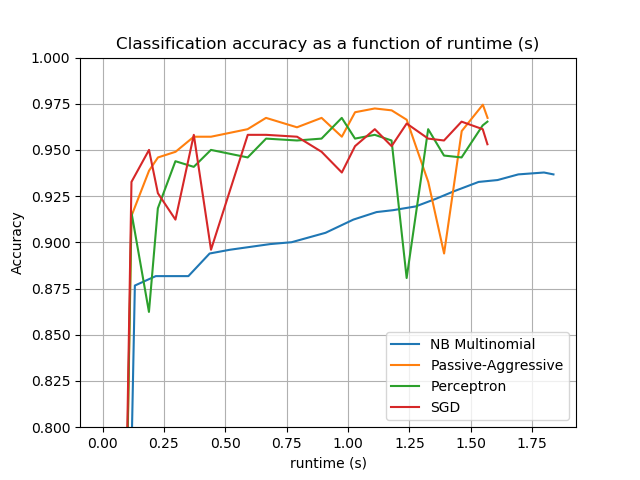 Classification accuracy as a function of runtime (s)
1.000
0.975
0.950
0.925
0.900
0.875
0.850
0.825
0.800
Accuracy
NB Multinomial
Passive-Aggressive
Perceptron
SGD
0.00 0.25 0.50 0.75 1.00 1.25 1.50 1.75
runtime (s)